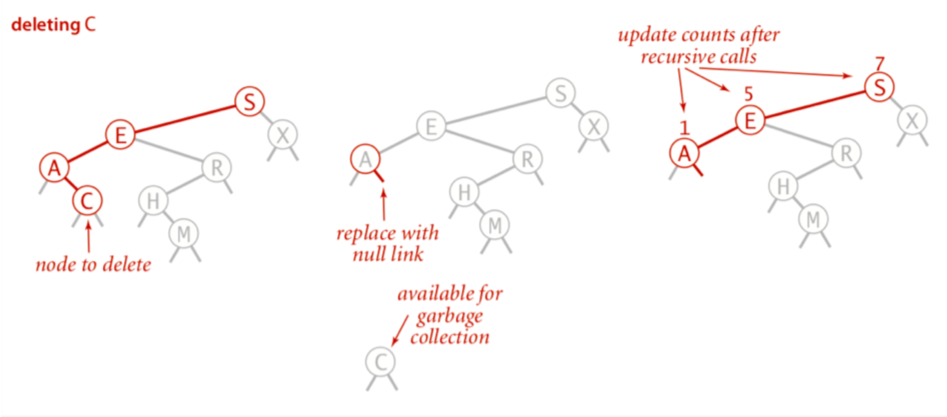 deleting C
S
E
X
A
R
C
H
M
node to delete
S
E
X
A
R
H
M
replace with
null link
available for
garbage
collection
C
update counts after
recursive calls
7
S
5
E
X
1
A
R
H
M